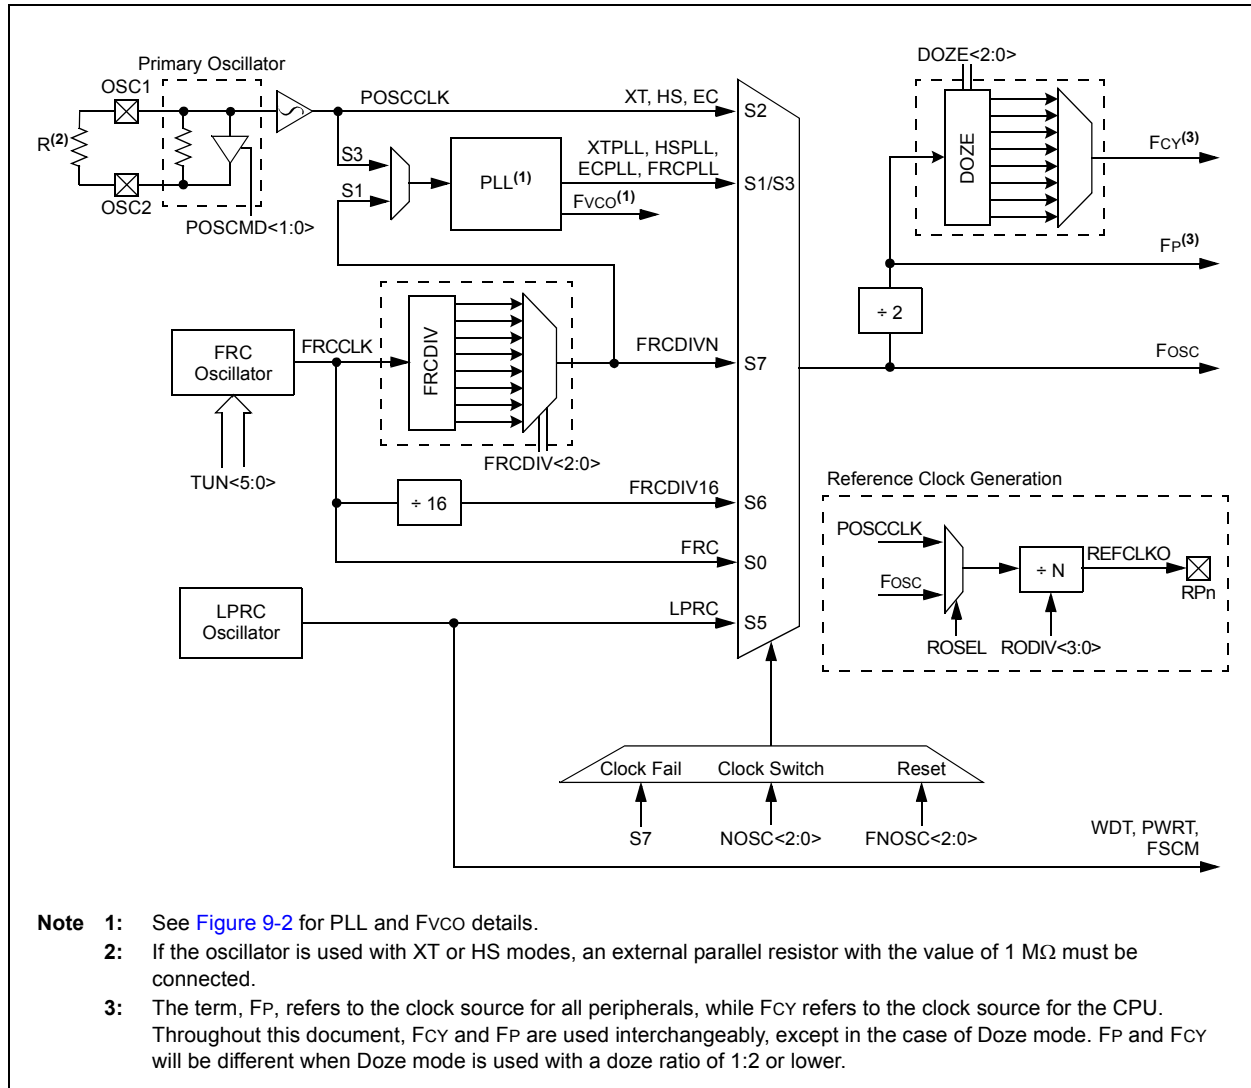 DOZE<2:0>
Primary Oscillator
OSC1
POSCCLK
XT, HS, EC
S2
R(2)
S3
XTPLL, HSPLL,
ECPLL, FRCPLL
S1/S3
DOZE
FCY(3)
PLL(1)
S1
FVCO(1)
OSC2
POSCMD<1:0>
FP(3)
÷ 2
FRC
Oscillator
FRCCLK
FRCDIV
FRCDIVN
S7
FOSC
TUN<5:0>
FRCDIV<2:0>
÷ 16
FRCDIV16
S6
Reference Clock Generation
POSCCLK
FRC
S0
FOSC
÷ N
REFCLKO
RPn
LPRC
Oscillator
LPRC
S5
ROSEL
RODIV<3:0>
Clock Fail
Clock Switch
Reset
S7
NOSC<2:0>
FNOSC<2:0>
WDT, PWRT,
FSCM
Note 1: See Figure 9-2 for PLL and FVCO details.
2: If the oscillator is used with XT or HS modes, an external parallel resistor with the value of 1 MΩ must be
connected.
3: The term, FP, refers to the clock source for all peripherals, while FCY refers to the clock source for the CPU.
Throughout this document, FCY and FP are used interchangeably, except in the case of Doze mode. FP and FCY
will be different when Doze mode is used with a doze ratio of 1:2 or lower.